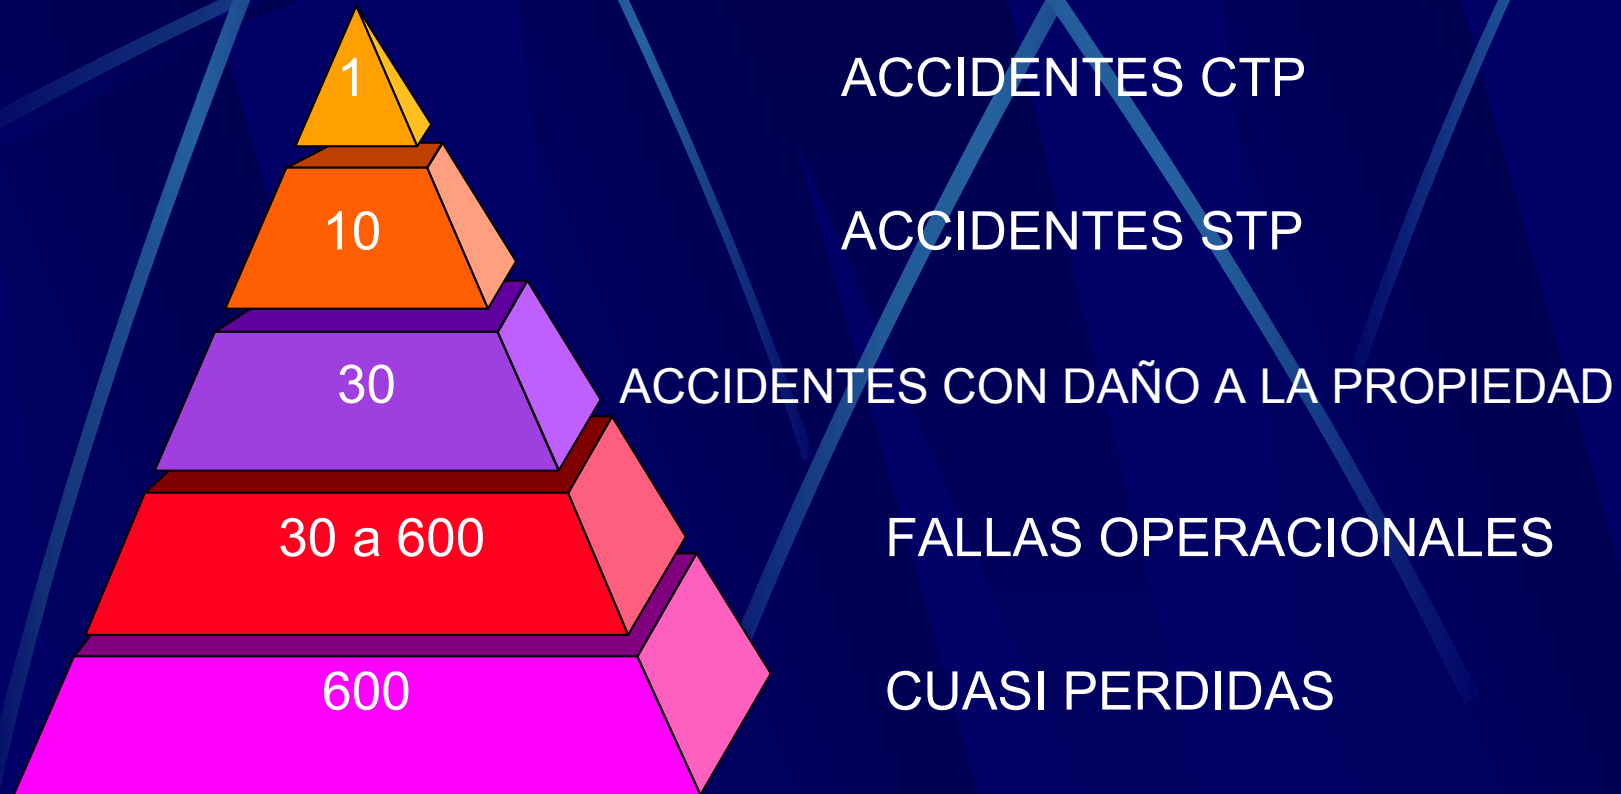 1 ACCIDENTES CTP
10 ACCIDENTES STP
30 ACCIDENTES CON DAÑO A LA PROPIEDAD
30 a 600 FALLAS OPERACIONALES
600 CUASI PERDIDAS